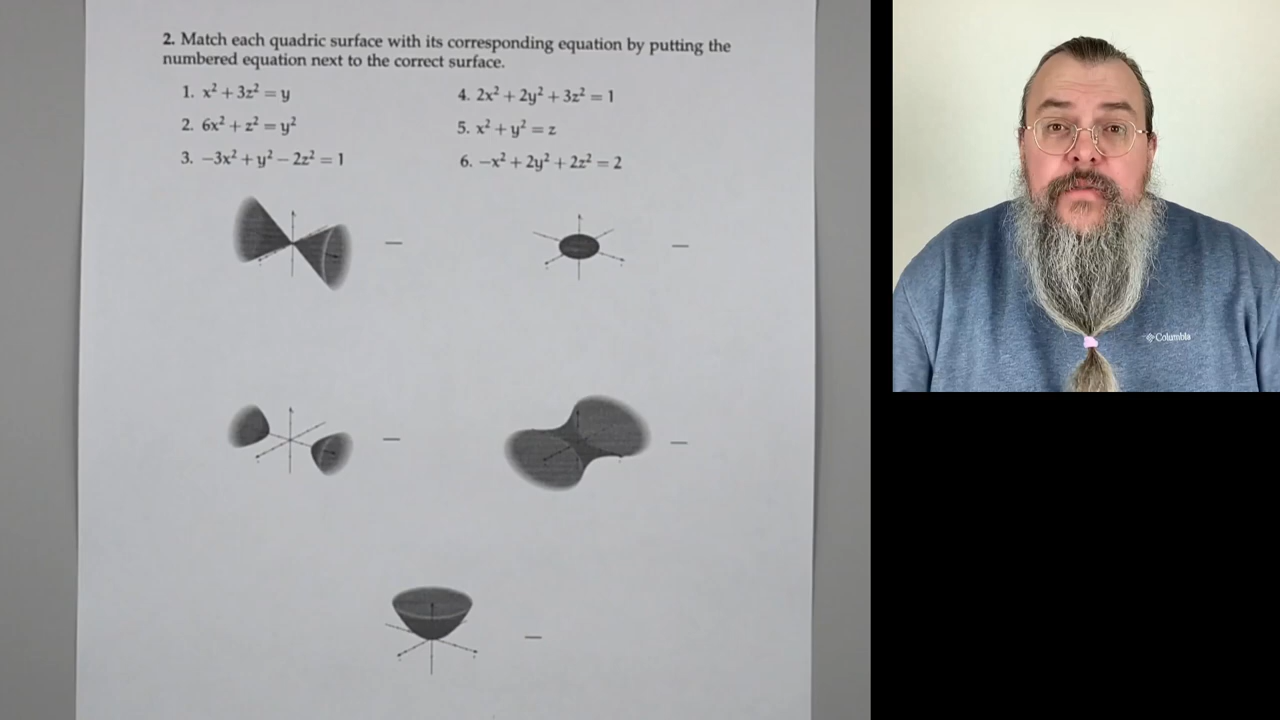 2. Match each quadric surface with its corresponding equation by putting the
numbered equation next to the correct surface.
1. x² + 3z² = y
4. 2x² + 2y² + 3z² = 1
2. 6x² + z² = y²
5. x² + y² = z
3. −3x² + y² − 2z² = 1
6. −x² + 2y² + 2z² = 2
Columbia